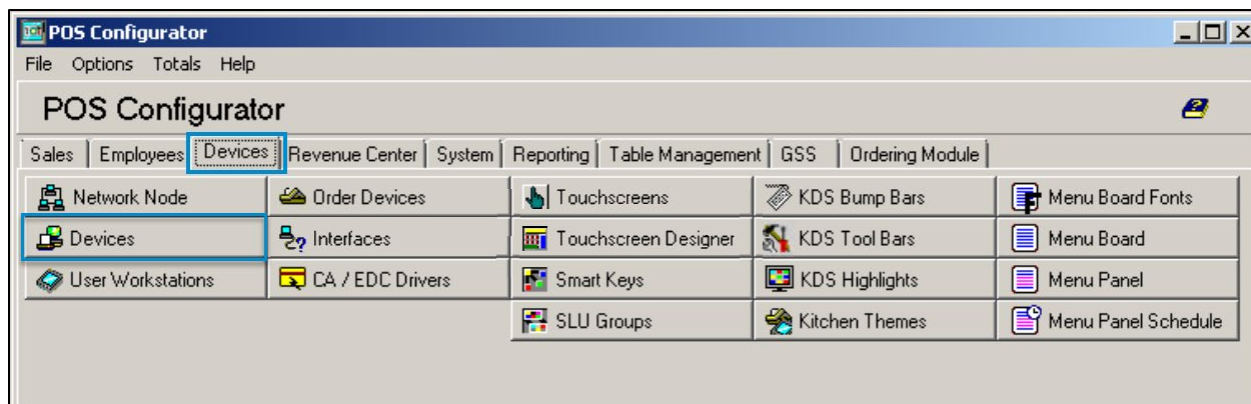 POS Configurator
File Options Totals Help
POS Configurator
Sales Employees Devices Revenue Center System Reporting Table Management GSS Ordering Module
Network Node Order Devices Touchscreens KDS Bump Bars Menu Board Fonts
Devices Interfaces Touchscreen Designer KDS Tool Bars Menu Board
User Workstations CA / EDC Drivers Smart Keys KDS Highlights Menu Panel
SLU Groups Kitchen Themes Menu Panel Schedule